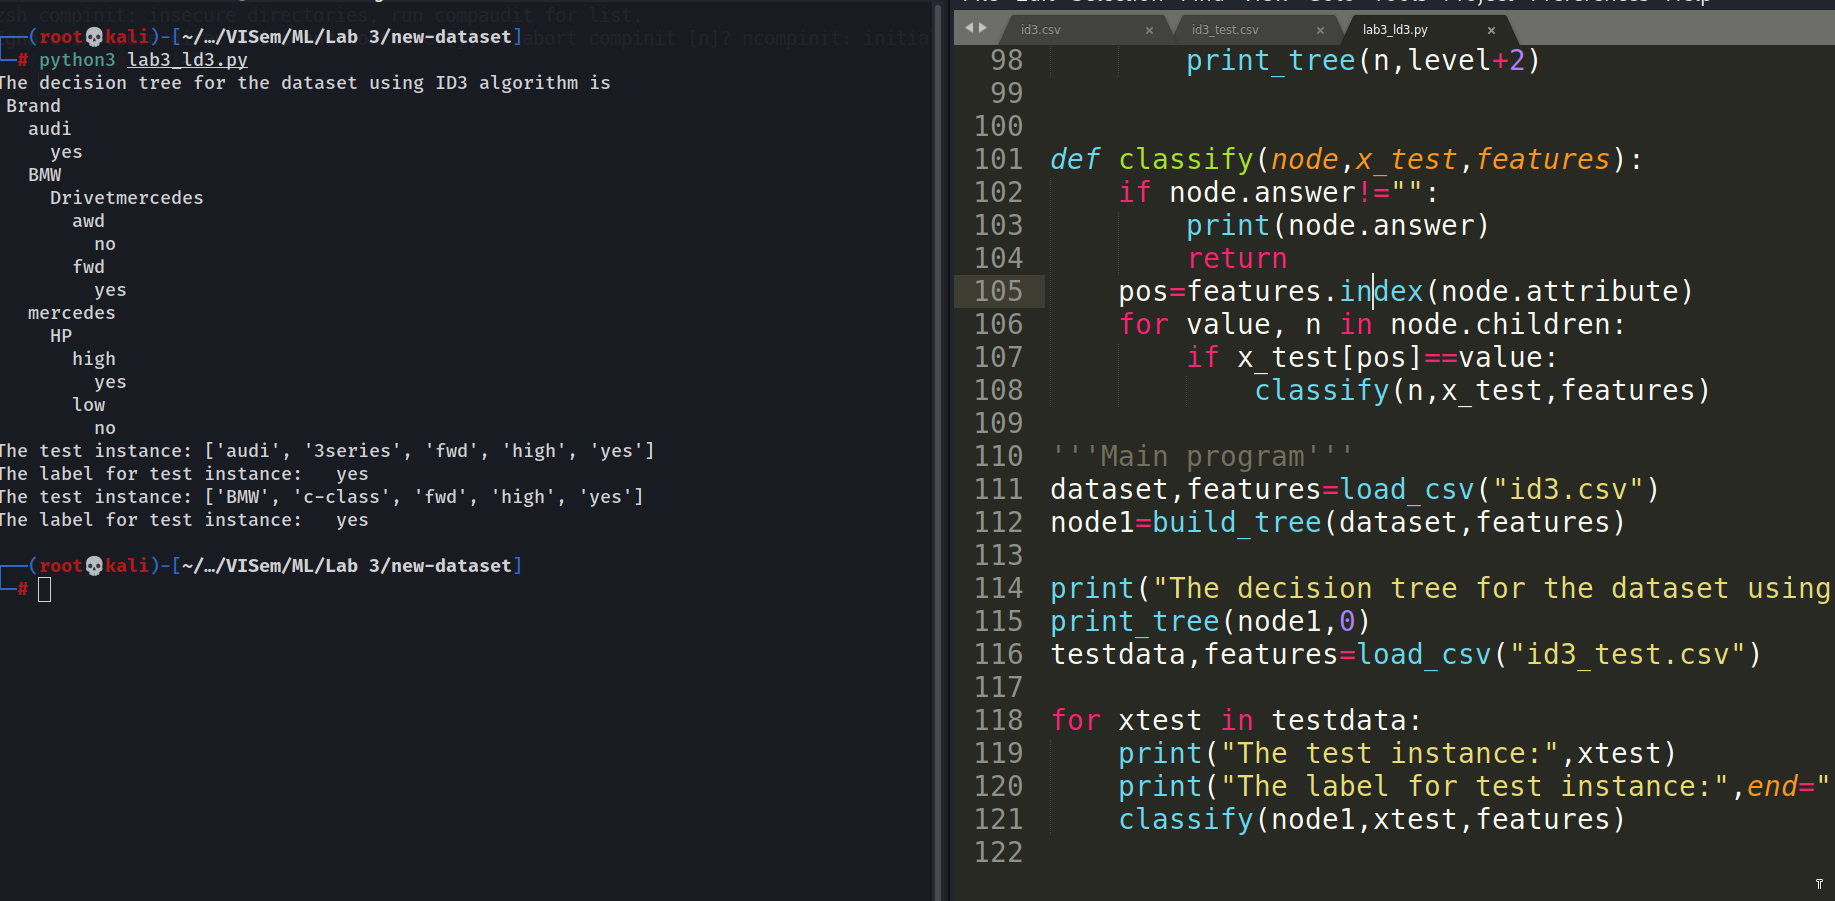 zsh compinit: insecure directories, run compaudit for list.
abort compinit [n]? ncompinit: initia
(root💀kali)-[~/…/VISem/ML/Lab 3/new-dataset]
# python3 lab3_ld3.py
The decision tree for the dataset using ID3 algorithm is
Brand
audi
yes
BMW
Drivetmercedes
awd
no
fwd
yes
mercedes
HP
high
yes
low
no
The test instance: ['audi', '3series', 'fwd', 'high', 'yes']
The label for test instance:   yes
The test instance: ['BMW', 'c-class', 'fwd', 'high', 'yes']
The label for test instance:   yes
(root💀kali)-[~/…/VISem/ML/Lab 3/new-dataset]
#
id3.csv × id3_test.csv × lab3_ld3.py ×
98 print_tree(n,level+2)
99
100
101 def classify(node,x_test,features):
102 if node.answer!="":
103 print(node.answer)
104 return
105 pos=features.index(node.attribute)
106 for value, n in node.children:
107 if x_test[pos]==value:
108 classify(n,x_test,features)
109
110 '''Main program'''
111 dataset,features=load_csv("id3.csv")
112 node1=build_tree(dataset,features)
113
114 print("The decision tree for the dataset using
115 print_tree(node1,0)
116 testdata,features=load_csv("id3_test.csv")
117
118 for xtest in testdata:
119 print("The test instance:",xtest)
120 print("The label for test instance:",end="
121 classify(node1,xtest,features)
122